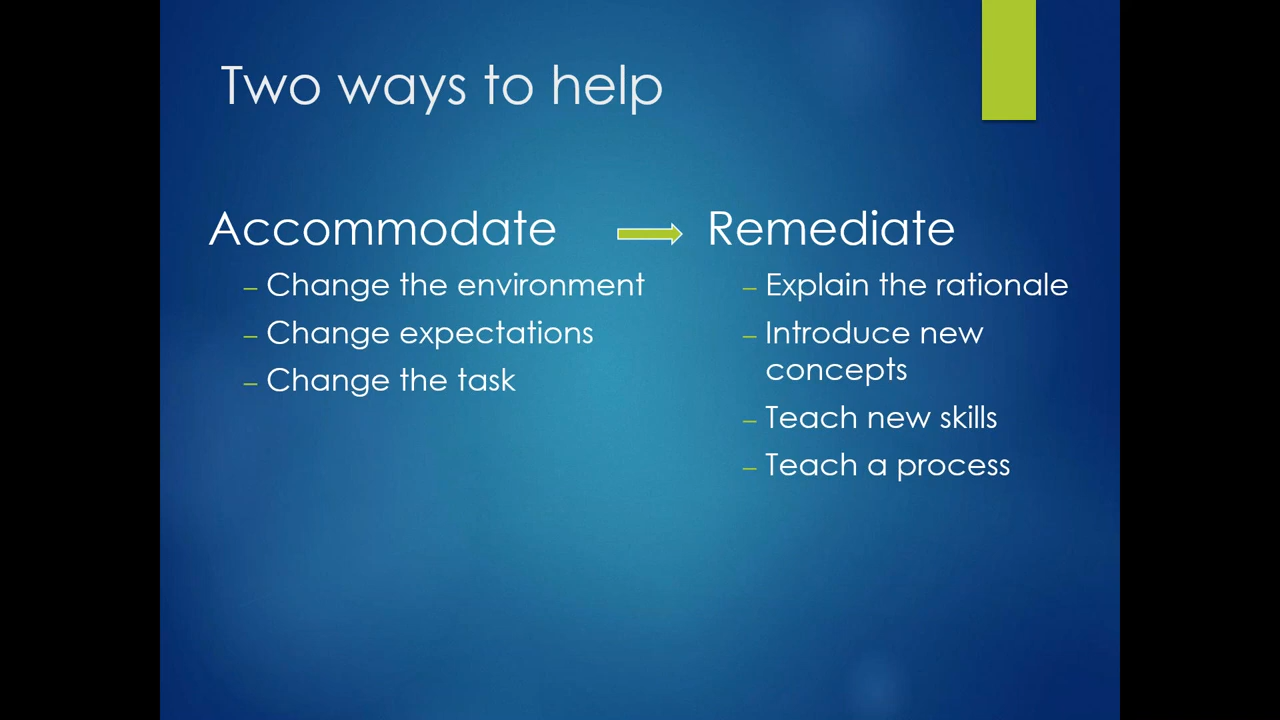 Two ways to help
Accommodate
– Change the environment
– Change expectations
– Change the task
Remediate
– Explain the rationale
– Introduce new
concepts
– Teach new skills
– Teach a process